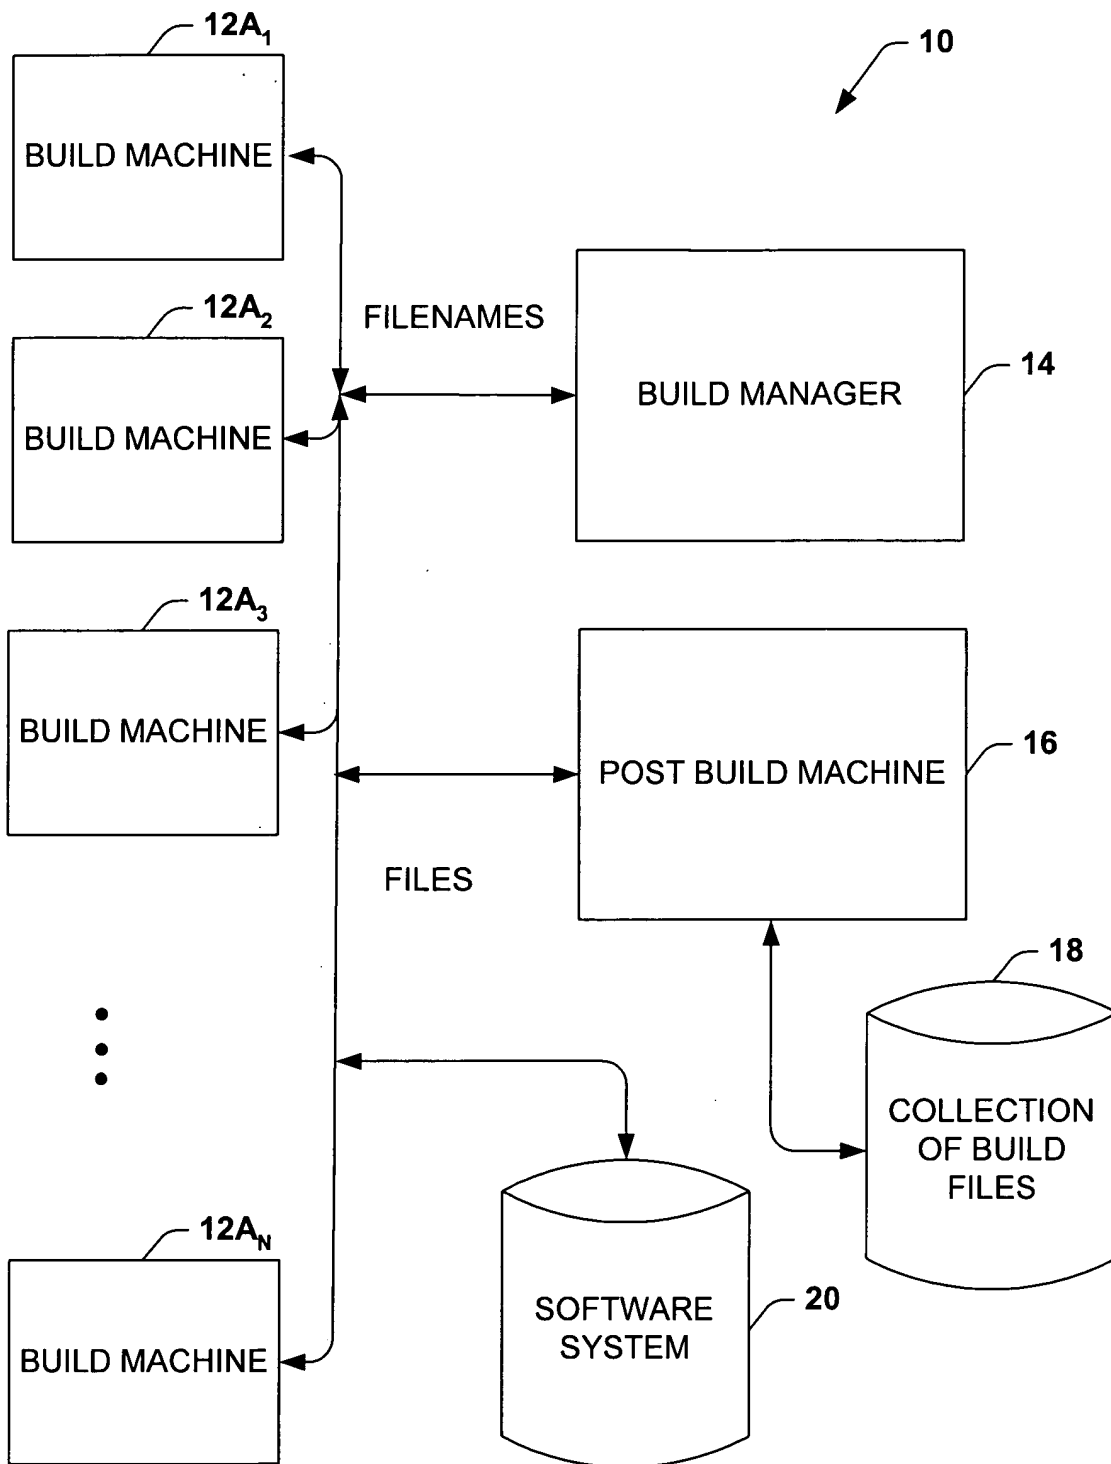 12A₁
10
BUILD MACHINE
12A₂
FILENAMES
BUILD MACHINE
BUILD MANAGER
14
12A₃
BUILD MACHINE
POST BUILD MACHINE
16
FILES
18
COLLECTION
OF BUILD
FILES
12A_N
BUILD MACHINE
SOFTWARE
SYSTEM
20